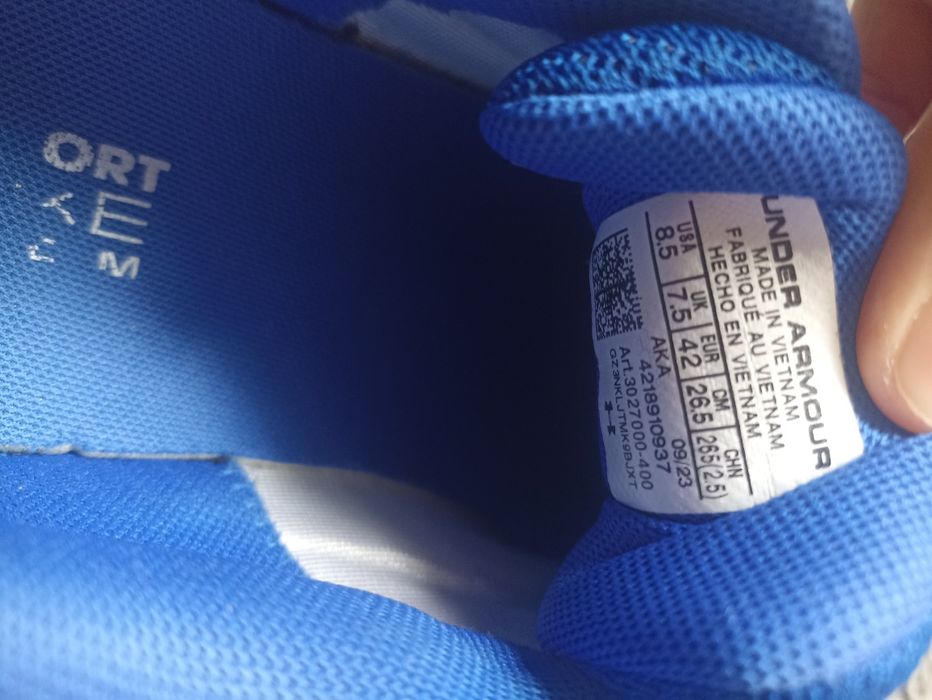 UNDER ARMOUR
MADE IN VIETNAM
FABRIQUÉ AU VIETNAM
HECHO EN VIETNAM
USA UK EUR CM CHN
8.5 7.5 42 26.5 265(2.5)
AKA 09/23
4218910937
Art.3027000-400
GZ3NKLJTMK9BJXT
ORT
E
M